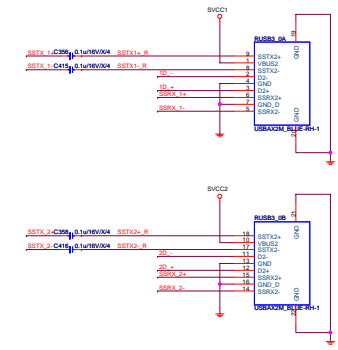 SVCC1
RUSB3_0A
SSTX_1+ C356 0.1u/16V/X/4 SSTX1+_R 9 SSTX2+
1 VBUS2
SSTX_1- C415 0.1u/16V/X/4 SSTX1-_R 8 SSTX2-
1D_- 2 D2-
4 GND
1D_+ 3 D2+
SSRX_1+ 6 SSRX2+
7 GND_D
SSRX_1- 5 SSRX2-
19 GND
GND
USBAX2M_BLUE-RH-1
SVCC2
RUSB3_0B
SSTX_2+ C358 0.1u/16V/X/4 SSTX2+_R 18 SSTX2+
10 VBUS2
SSTX_2- C416 0.1u/16V/X/4 SSTX2-_R 17 SSTX2-
2D_- 11 D2-
13 GND
2D_+ 12 D2+
SSRX_2+ 15 SSRX2+
16 GND_D
SSRX_2- 14 SSRX2-
21 GND
GND 22
USBAX2M_BLUE-RH-1